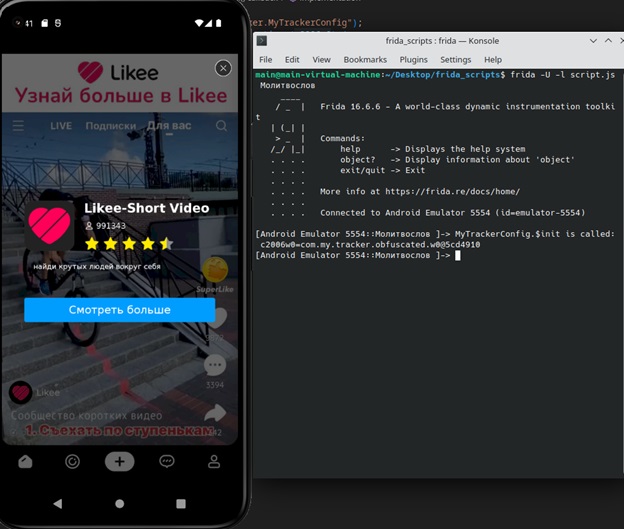 41
Likee
Узнай больше в Likee
LIVE Подписки Для вас
Likee-Short Video
991343
найди крутых людей вокруг себя
SuperLike
Смотреть больше
3394
Likee
Сообщество коротких видео
1. Съехать по ступенькам
er.MyTrackerConfig");
frida_scripts : frida — Konsole
File Edit View Bookmarks Plugins Settings Help
main@main-virtual-machine:~/Desktop/frida_scripts$ frida -U -l script.js
Молитвослов
____
/ _ | Frida 16.6.6 - A world-class dynamic instrumentation toolki
t
| (_| |
> _ | Commands:
/_/ |_| help -> Displays the help system
. . . . object? -> Display information about 'object'
. . . . exit/quit -> Exit
. . . .
. . . . More info at https://frida.re/docs/home/
. . . .
. . . . Connected to Android Emulator 5554 (id=emulator-5554)
[Android Emulator 5554::Молитвослов ]-> MyTrackerConfig.$init is called:
c2006w0=com.my.tracker.obfuscated.w0@5cd4910
[Android Emulator 5554::Молитвослов ]->